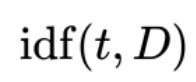 idf(t, D)